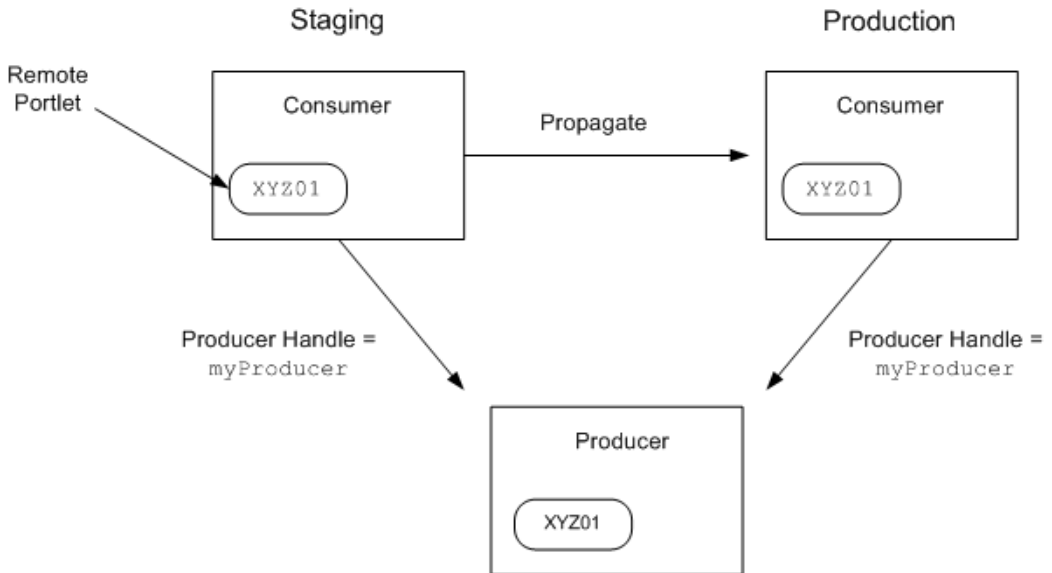 Staging
Production
Remote
Portlet
Consumer
Propagate
Consumer
XYZ01
XYZ01
Producer Handle =
myProducer
Producer Handle =
myProducer
Producer
XYZ01